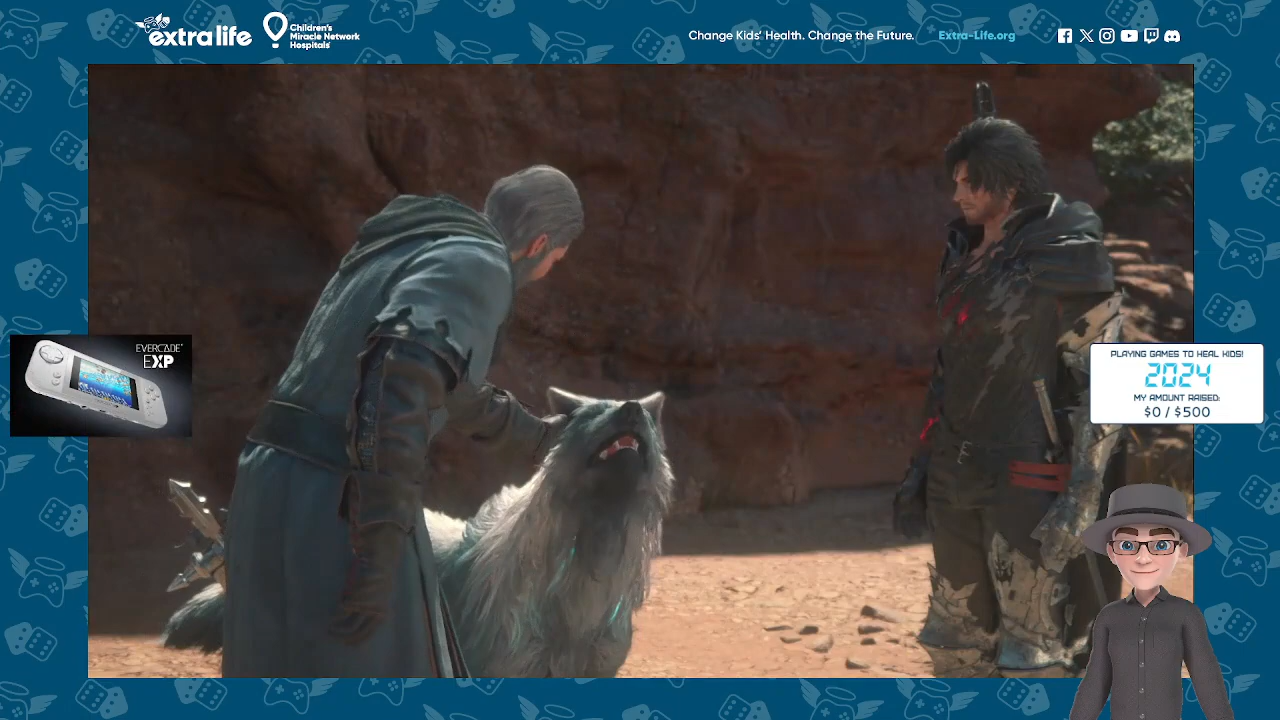 extra life
Children's
Miracle Network
Hospitals
Change Kids' Health. Change the Future.
Extra-Life.org
EVERCADE
EXP
PLAYING GAMES TO HEAL KIDS!
2024
MY AMOUNT RAISED:
$0 / $500